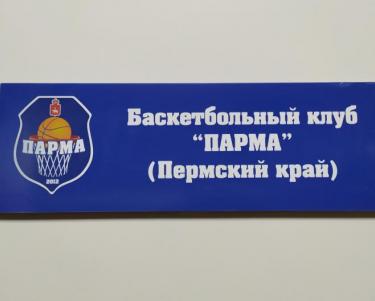 ПАРМА
2012
Баскетбольный клуб
“ПАРМА”
(Пермский край)